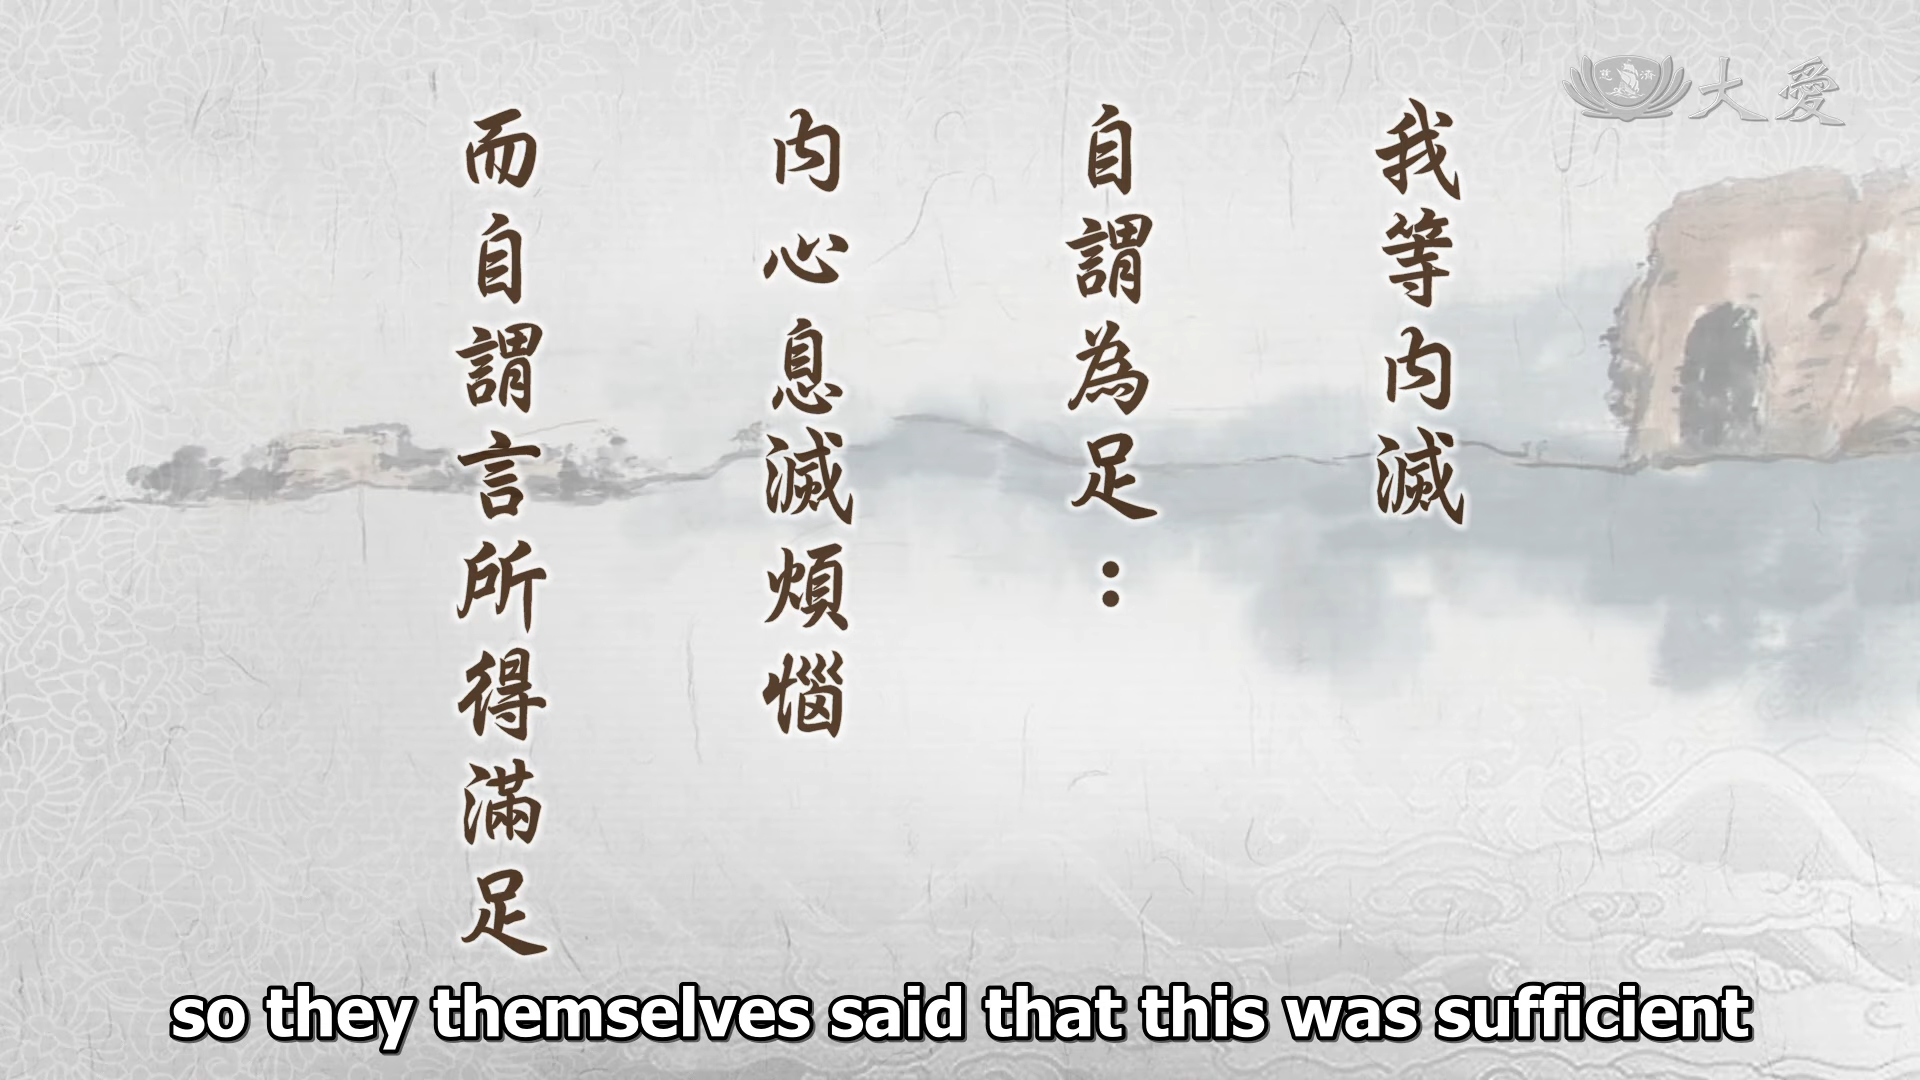 大愛
我等內滅
自謂為足：
內心息滅煩惱
而自謂言所得滿足
so they themselves said that this was sufficient